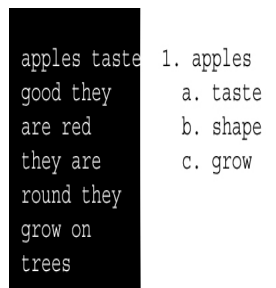 apples taste
good they
are red
they are
round they
grow on
trees
1. apples
a. taste
b. shape
c. grow